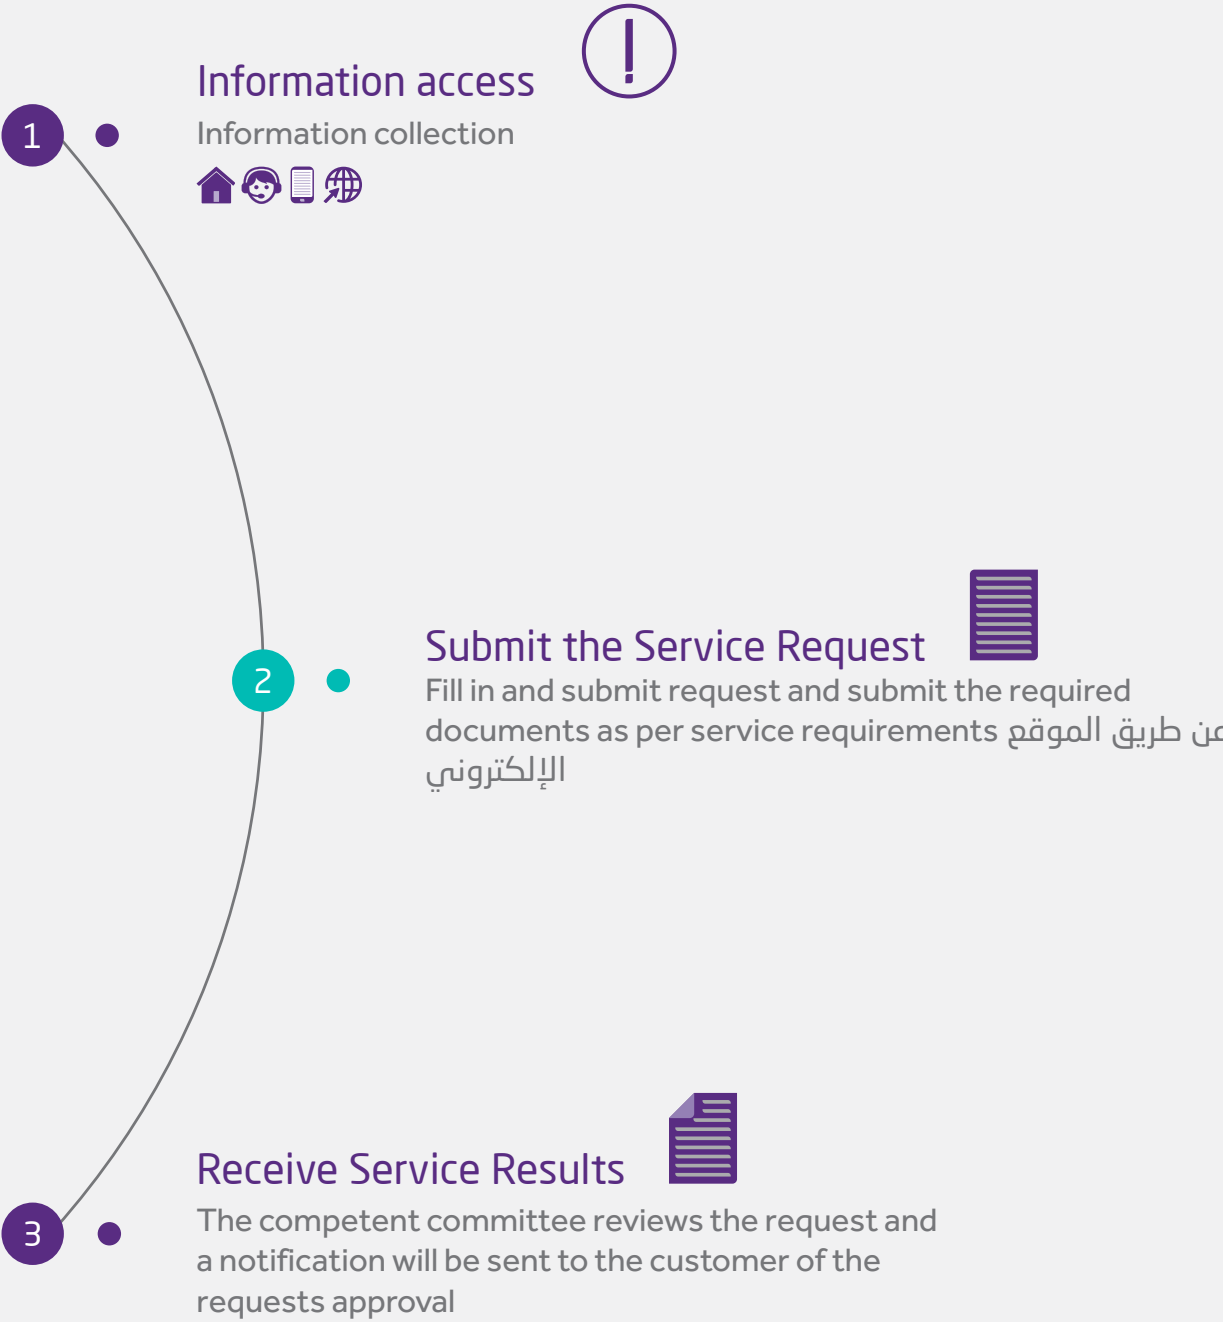 Information access
1
Information collection
Submit the Service Request
2
Fill in and submit request and submit the required
documents as per service requirements عن طريق الموقع
الإلكتروني
Receive Service Results
3
The competent committee reviews the request and
a notification will be sent to the customer of the
requests approval